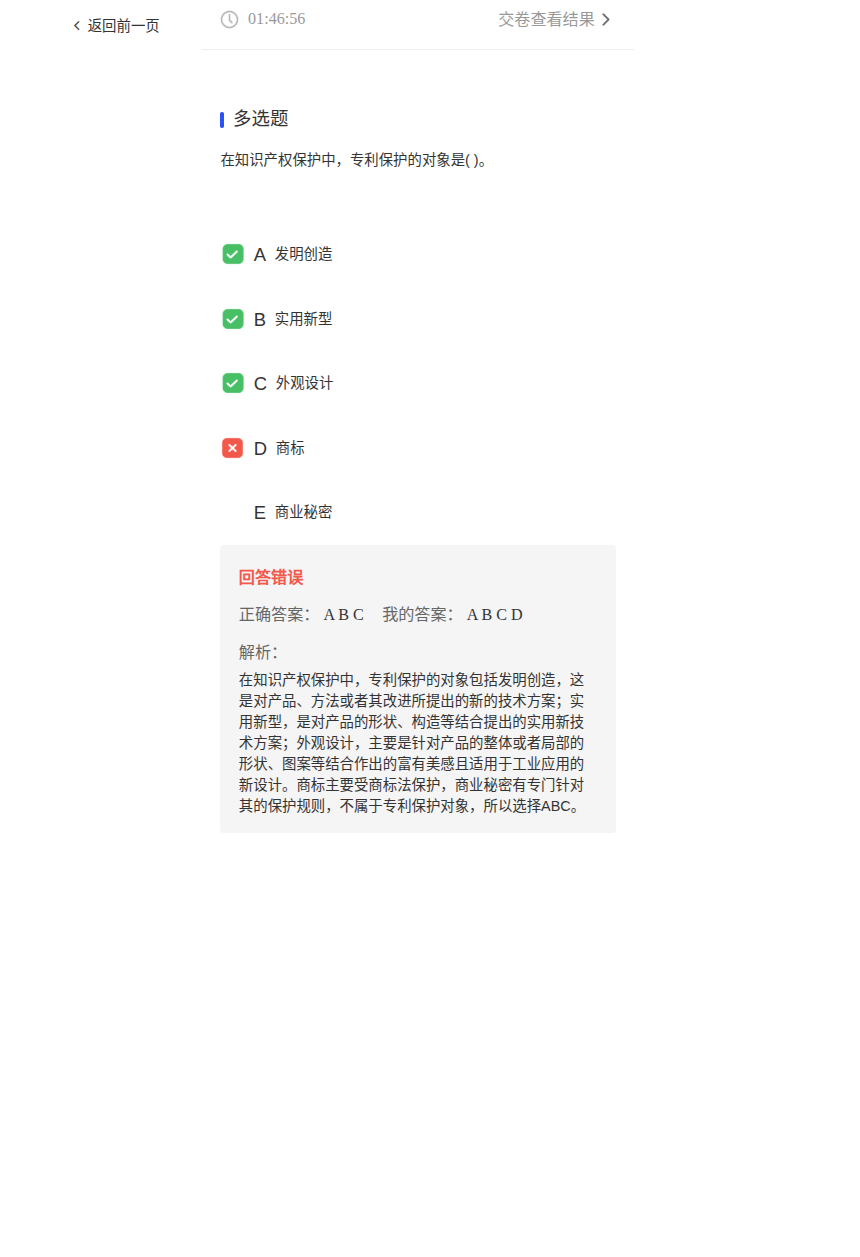 返回前一页
01:46:56 交卷查看结果
多选题
在知识产权保护中，专利保护的对象是( )。
A 发明创造
B 实用新型
C 外观设计
D 商标
E 商业秘密
回答错误
正确答案： A B C 我的答案： A B C D
解析：
在知识产权保护中，专利保护的对象包括发明创造，这
是对产品、方法或者其改进所提出的新的技术方案；实
用新型，是对产品的形状、构造等结合提出的实用新技
术方案；外观设计，主要是针对产品的整体或者局部的
形状、图案等结合作出的富有美感且适用于工业应用的
新设计。商标主要受商标法保护，商业秘密有专门针对
其的保护规则，不属于专利保护对象，所以选择ABC。